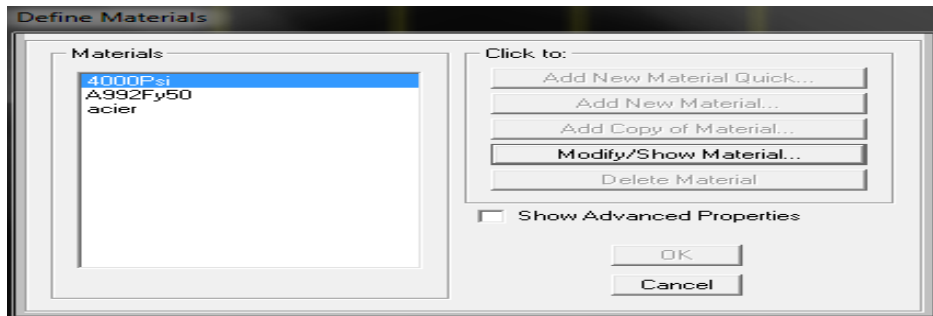 Define Materials
Materials
4000Psi
A992Fy50
acier
Click to:
Add New Material Quick...
Add New Material...
Add Copy of Material...
Modify/Show Material...
Delete Material
Show Advanced Properties
OK
Cancel